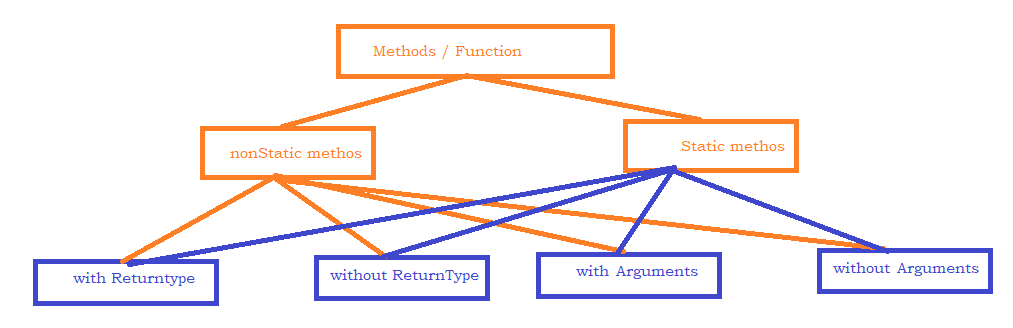 Methods / Function
nonStatic methos
Static methos
with Returntype
without ReturnType
with Arguments
without Arguments